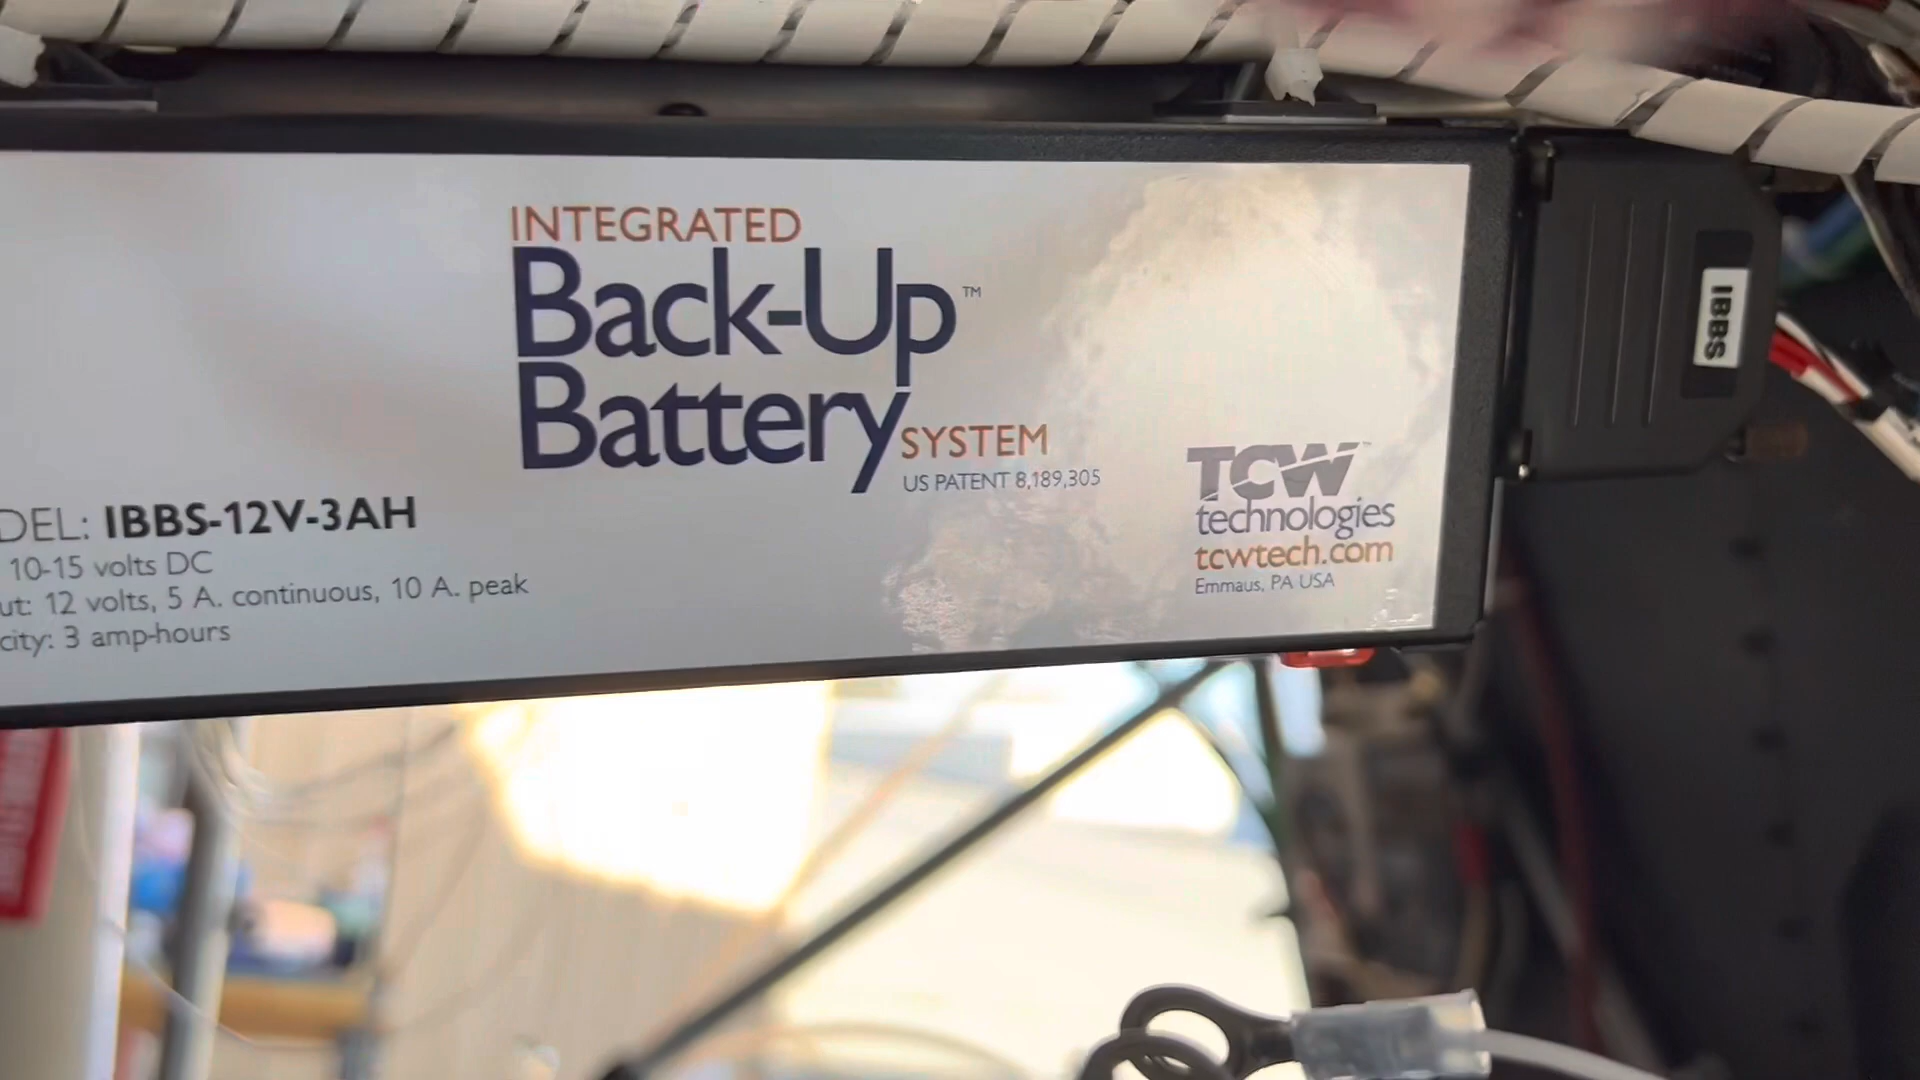 INTEGRATED
Back-Up™
Battery SYSTEM
US PATENT 8,189,305
DEL: IBBS-12V-3AH
10-15 volts DC
ut: 12 volts, 5 A. continuous, 10 A. peak
city: 3 amp-hours
TCW™
technologies
tcwtech.com
Emmaus, PA USA
IBBS